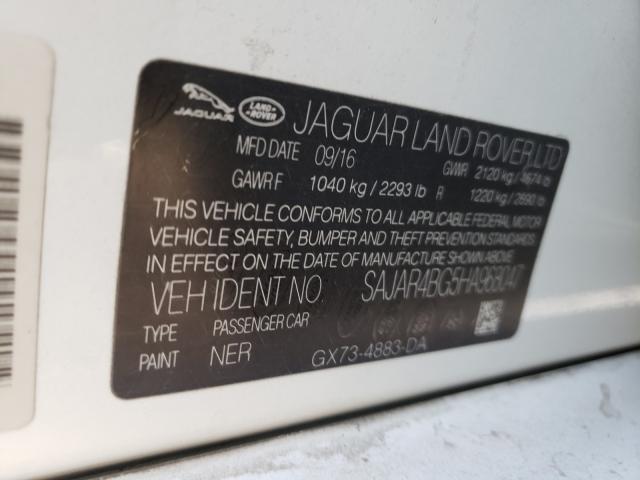 JAGUAR
LAND ROVER
JAGUAR LAND ROVER LTD
MFD DATE 09/16 GVWR 2120 kg / 4674 lb
GAWR F 1040 kg / 2293 lb R 1220 kg / 2690 lb
THIS VEHICLE CONFORMS TO ALL APPLICABLE FEDERAL MOTOR
VEHICLE SAFETY, BUMPER AND THEFT PREVENTION STANDARDS
IN EFFECT ON THE DATE OF MANUFACTURE SHOWN ABOVE.
VEH IDENT NO. SAJAR4BG5HA968047
TYPE PASSENGER CAR
PAINT NER GX73-4883-DA